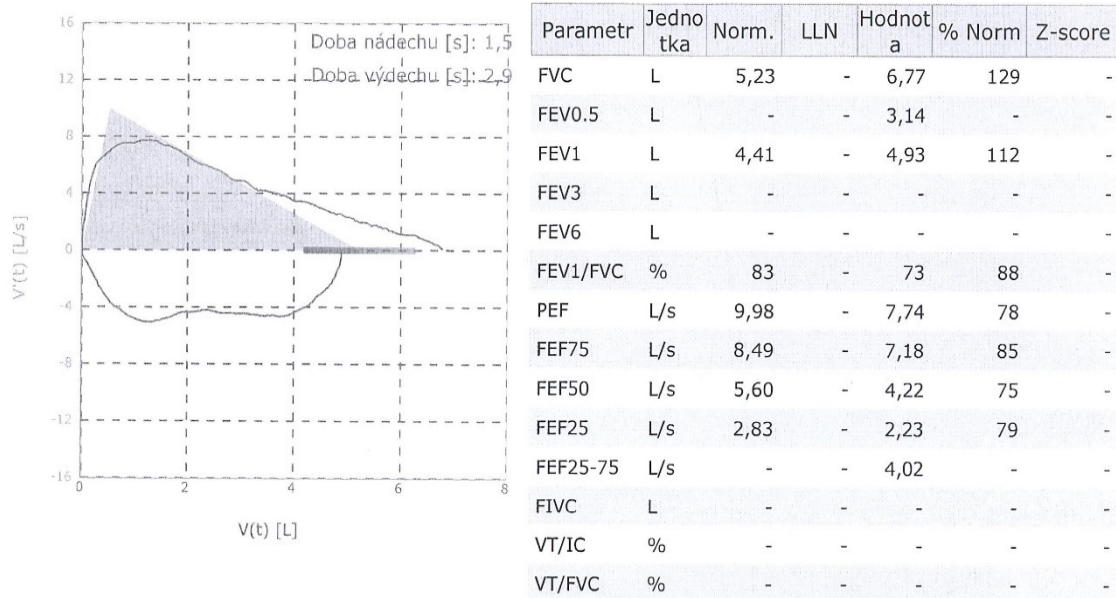 16
12
8
4
0
-4
-8
-12
-16
0 2 4 6 8
V'(t) [L/s]
V(t) [L]
Doba nádechu [s]: 1,5
Doba výdechu [s]: 2,9
Parametr Jedno tka Norm. LLN Hodnot a % Norm Z-score
FVC L 5,23 - 6,77 129 -
FEV0.5 L - - 3,14 - -
FEV1 L 4,41 - 4,93 112 -
FEV3 L - - - - -
FEV6 L - - - - -
FEV1/FVC % 83 - 73 88 -
PEF L/s 9,98 - 7,74 78 -
FEF75 L/s 8,49 - 7,18 85 -
FEF50 L/s 5,60 - 4,22 75 -
FEF25 L/s 2,83 - 2,23 79 -
FEF25-75 L/s - - 4,02 - -
FIVC L - - - - -
VT/IC % - - - - -
VT/FVC % - - - - -